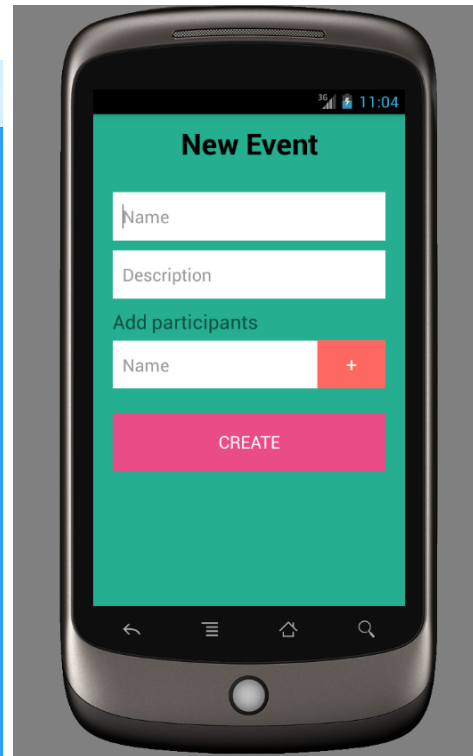 3G 11:04
New Event
Name
Description
Add participants
Name +
CREATE